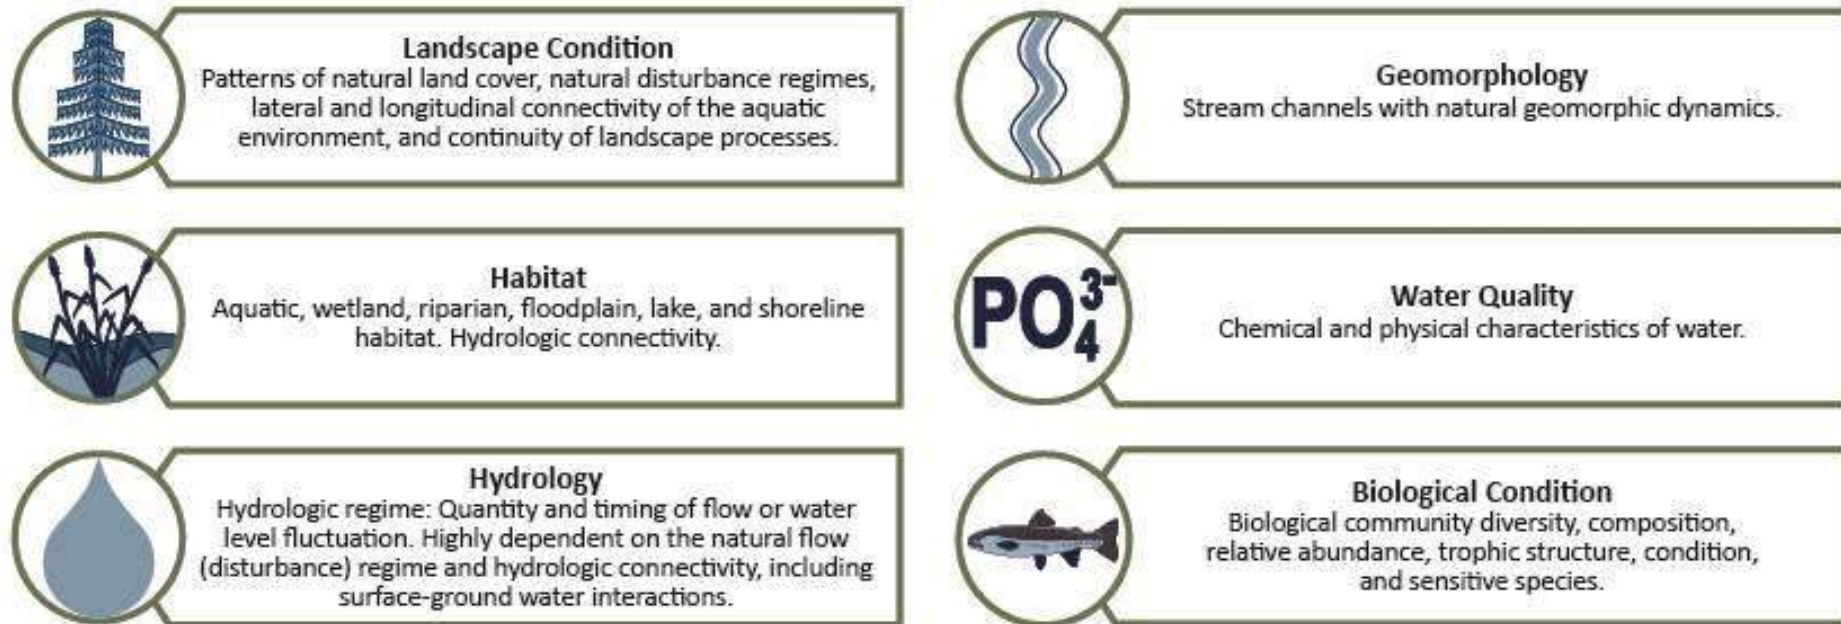 Landscape Condition
Patterns of natural land cover, natural disturbance regimes,
lateral and longitudinal connectivity of the aquatic
environment, and continuity of landscape processes.
Geomorphology
Stream channels with natural geomorphic dynamics.
Habitat
Aquatic, wetland, riparian, floodplain, lake, and shoreline
habitat. Hydrologic connectivity.
PO₄³⁻
Water Quality
Chemical and physical characteristics of water.
Hydrology
Hydrologic regime: Quantity and timing of flow or water
level fluctuation. Highly dependent on the natural flow
(disturbance) regime and hydrologic connectivity, including
surface-ground water interactions.
Biological Condition
Biological community diversity, composition,
relative abundance, trophic structure, condition,
and sensitive species.